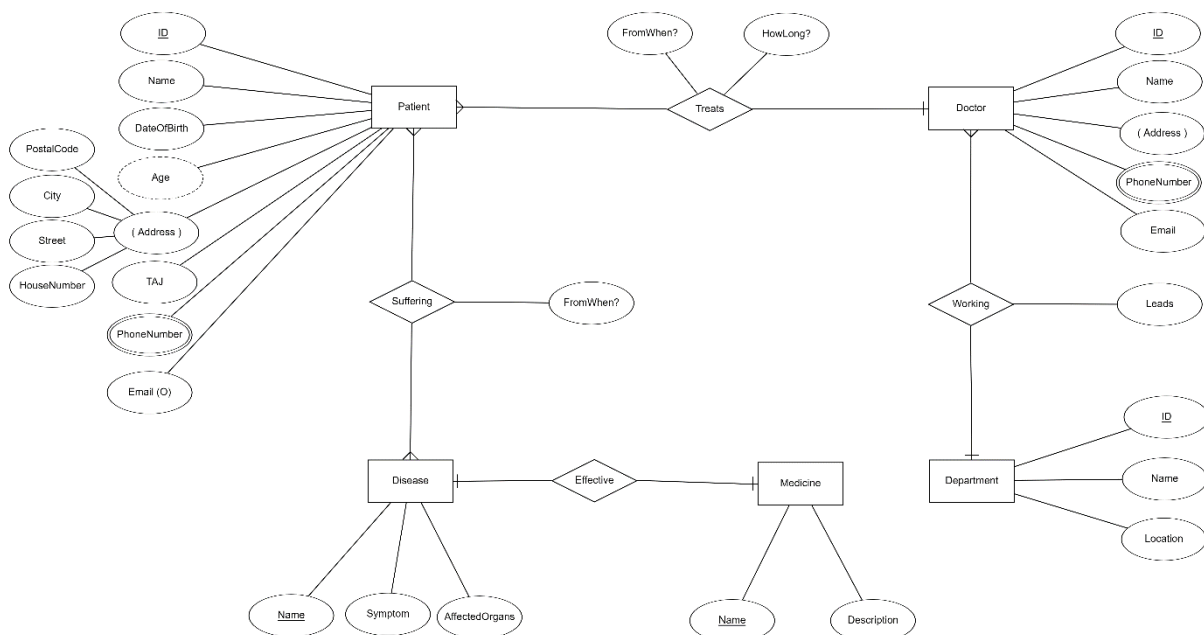 ID
FromWhen?
HowLong?
ID
Name
Name
Patient
Treats
Doctor
DateOfBirth
( Address )
PostalCode
Age
PhoneNumber
City
( Address )
Street
Email
HouseNumber
TAJ
Suffering
FromWhen?
Working
Leads
PhoneNumber
Email (O)
ID
Disease
Effective
Medicine
Department
Name
Location
Name
Symptom
AffectedOrgans
Name
Description